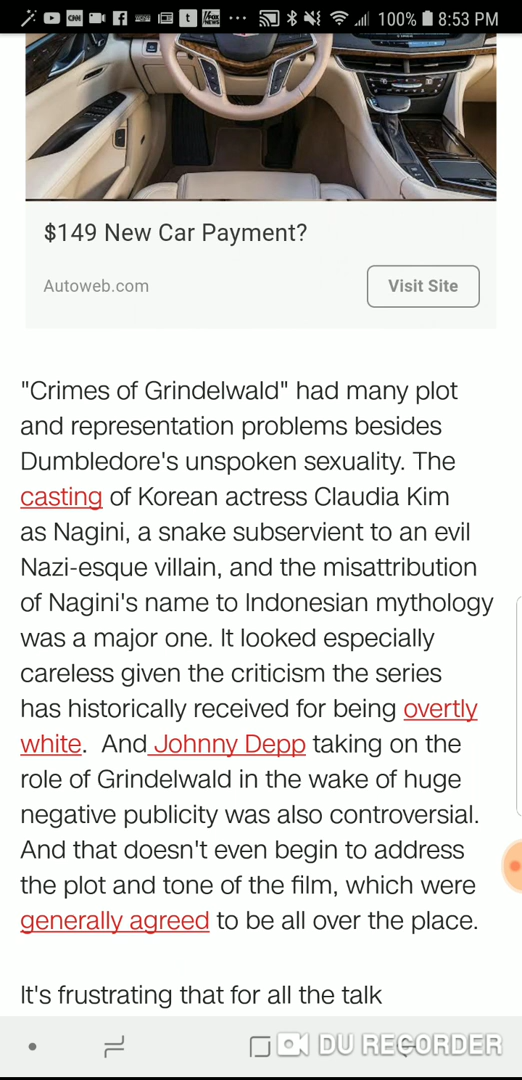 CNN
t
FOX NEWS
100% 8:53 PM
$149 New Car Payment?
Autoweb.com
Visit Site
"Crimes of Grindelwald" had many plot
and representation problems besides
Dumbledore's unspoken sexuality. The
casting of Korean actress Claudia Kim
as Nagini, a snake subservient to an evil
Nazi-esque villain, and the misattribution
of Nagini's name to Indonesian mythology
was a major one. It looked especially
careless given the criticism the series
has historically received for being overtly
white.  And Johnny Depp taking on the
role of Grindelwald in the wake of huge
negative publicity was also controversial.
And that doesn't even begin to address
the plot and tone of the film, which were
generally agreed to be all over the place.
It's frustrating that for all the talk
DU RECORDER